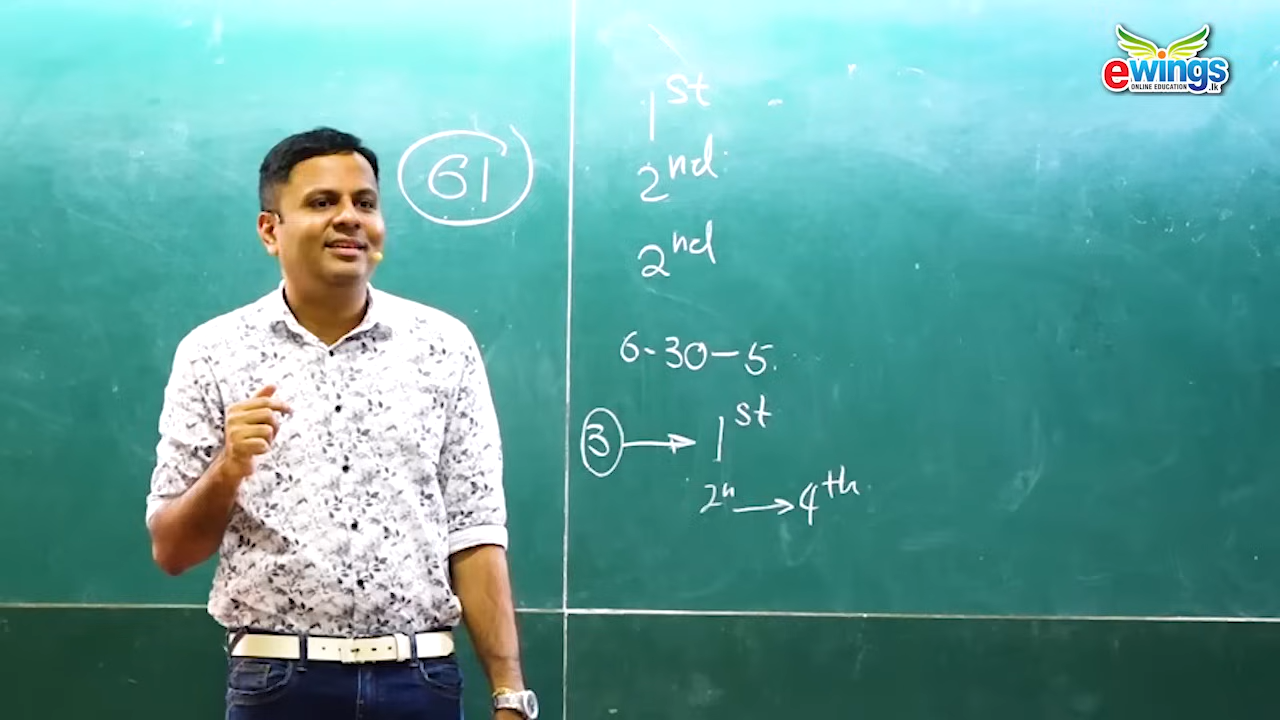 61
1st
2nd
2nd
6.30-5.
3 → 1st
2n → 4th
ewings.lk
ONLINE EDUCATION